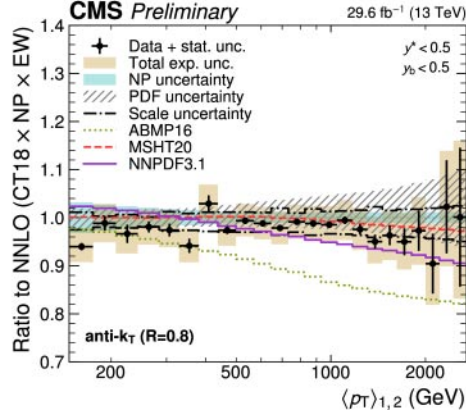 CMS Preliminary 29.6 fb⁻¹ (13 TeV)
Data + stat. unc.
Total exp. unc.
NP uncertainty
PDF uncertainty
Scale uncertainty
ABMP16
MSHT20
NNPDF3.1
y* < 0.5
y_b < 0.5
Ratio to NNLO (CT18 × NP × EW)
1.4
1.3
1.2
1.1
1.0
0.9
0.8
0.7
anti-k_T (R=0.8)
200 1000 2000
⟨p_T⟩₁,₂ (GeV)